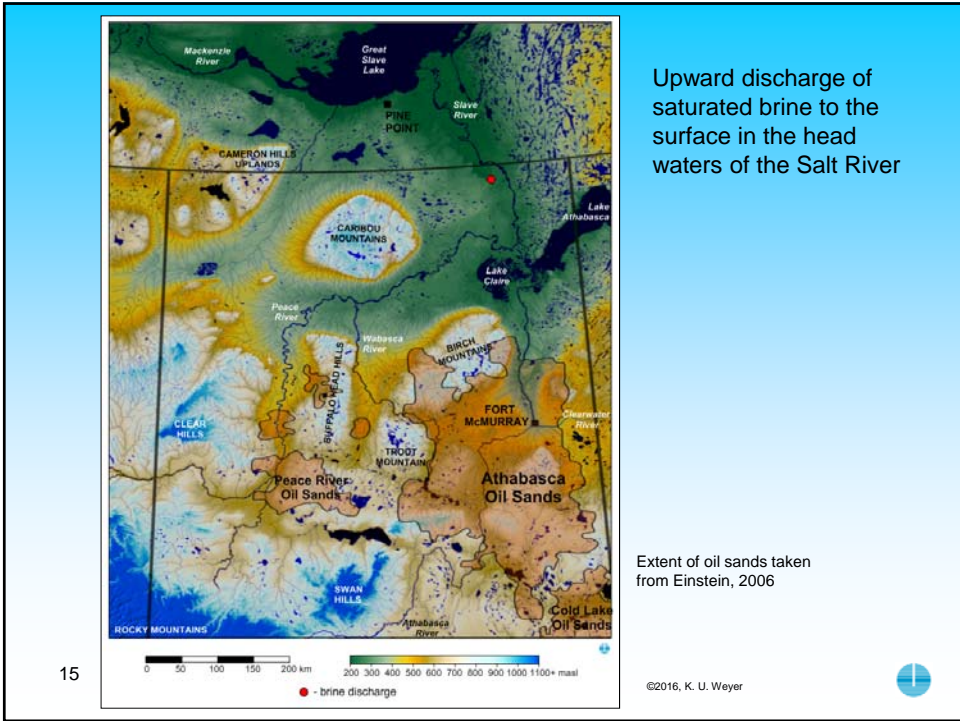 Mackenzie
River
Great
Slave
Lake
PINE
POINT
Slave
River
CAMERON HILLS
UPLANDS
CARIBOU
MOUNTAINS
Lake
Athabasca
Lake
Claire
Peace
River
Wabasca
River
BIRCH
MOUNTAINS
BUFFALO HEAD HILLS
CLEAR
HILLS
FORT
McMURRAY
Clearwater
River
TROUT
MOUNTAIN
Peace River
Oil Sands
Athabasca
Oil Sands
SWAN
HILLS
ROCKY MOUNTAINS
Athabasca
River
Cold Lake
Oil Sands
0 50 100 150 200 km
200 300 400 500 600 700 800 900 1000 1100+ masl
- brine discharge
Upward discharge of
saturated brine to the
surface in the head
waters of the Salt River
Extent of oil sands taken
from Einstein, 2006
15
©2016, K. U. Weyer